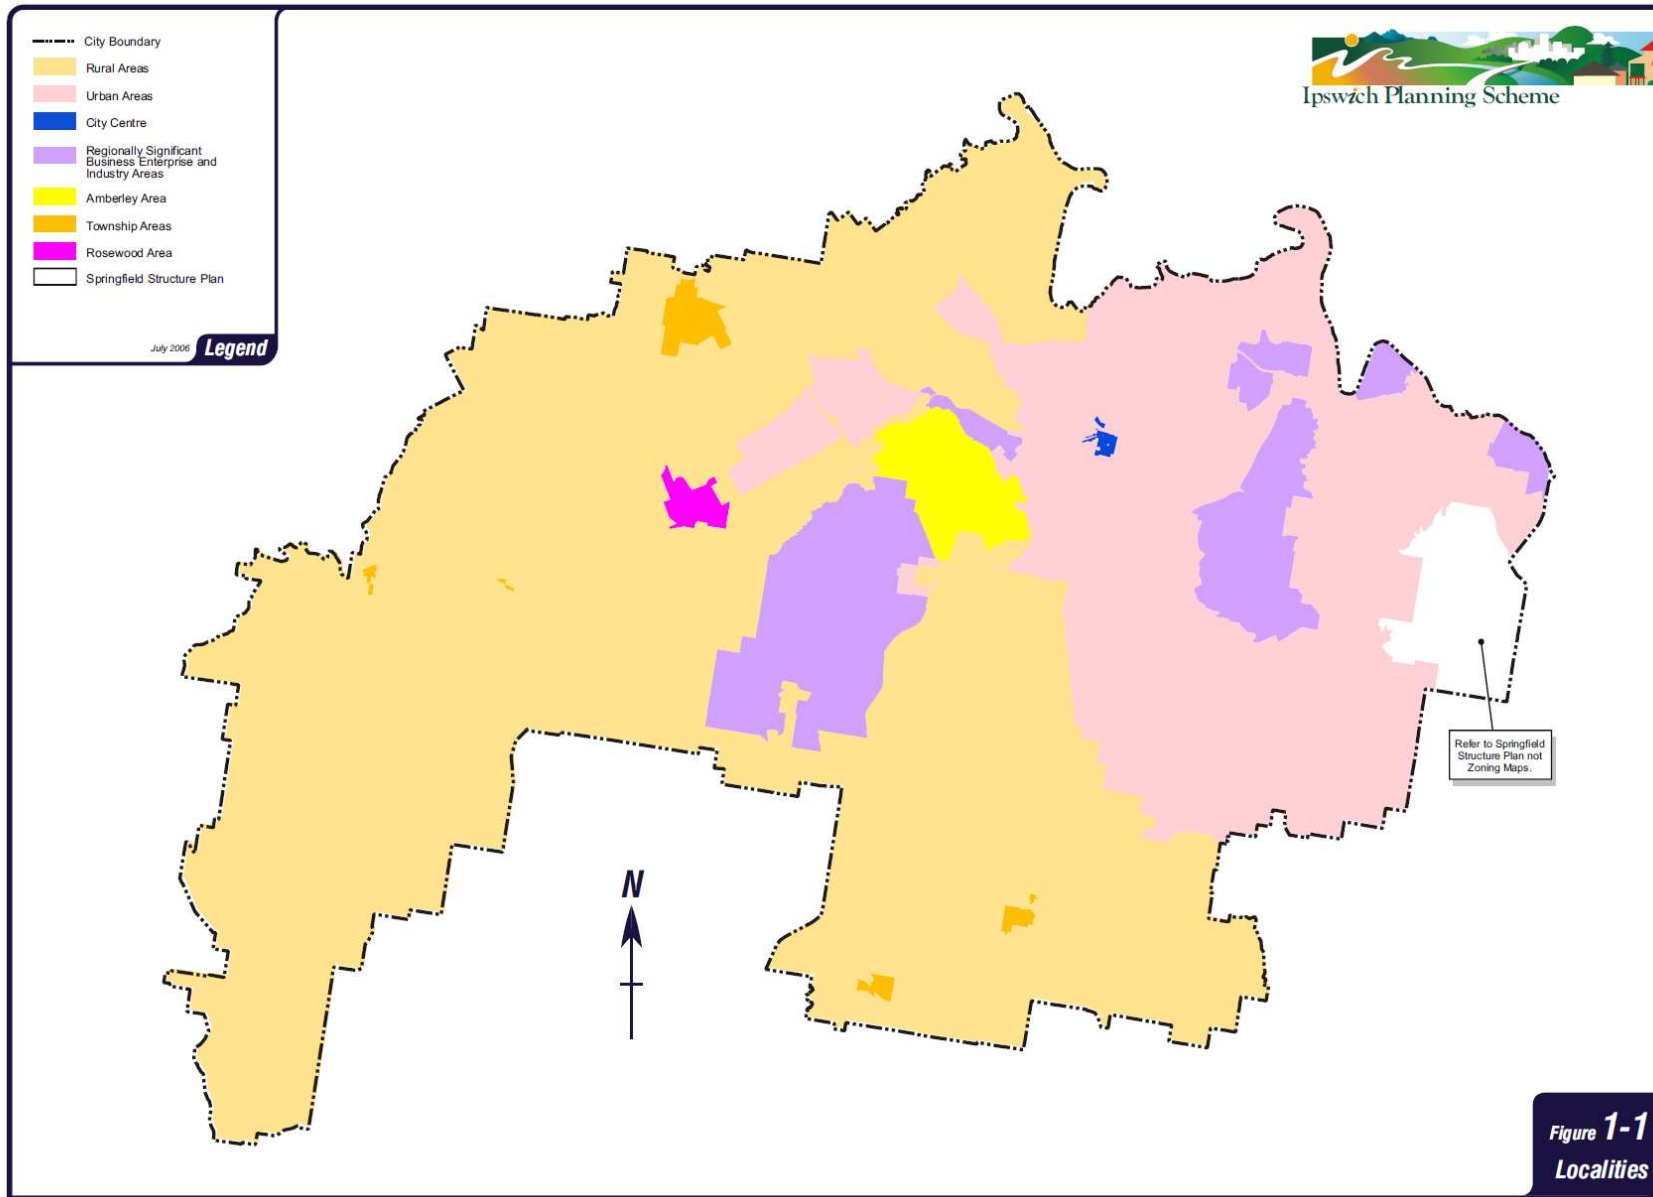 City Boundary
Rural Areas
Urban Areas
City Centre
Regionally Significant
Business Enterprise and
Industry Areas
Amberley Area
Township Areas
Rosewood Area
Springfield Structure Plan
July 2006 Legend
Ipswich Planning Scheme
Refer to Springfield
Structure Plan not
Zoning Maps.
N
Figure 1-1
Localities